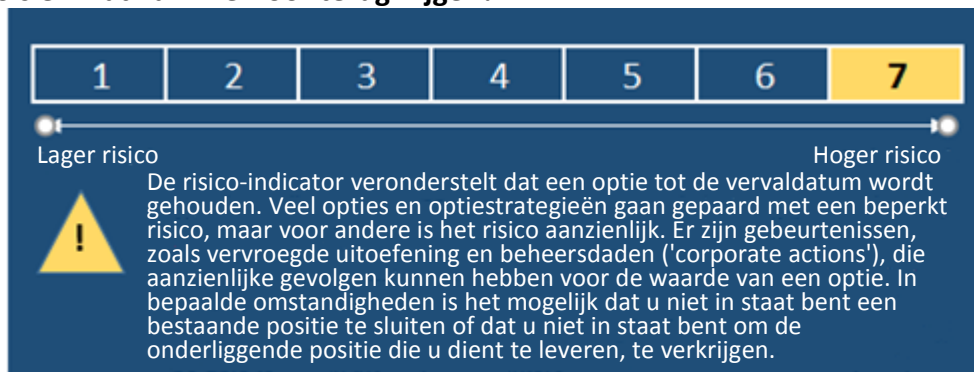 1 2 3 4 5 6 7
Lager risico Hoger risico
De risico-indicator veronderstelt dat een optie tot de vervaldatum wordt
gehouden. Veel opties en optiestrategieën gaan gepaard met een beperkt
risico, maar voor andere is het risico aanzienlijk. Er zijn gebeurtenissen,
! zoals vervroegde uitoefening en beheersdaden ('corporate actions'), die
aanzienlijke gevolgen kunnen hebben voor de waarde van een optie. In
bepaalde omstandigheden is het mogelijk dat u niet in staat bent een
bestaande positie te sluiten of dat u niet in staat bent om de
onderliggende positie die u dient te leveren, te verkrijgen.